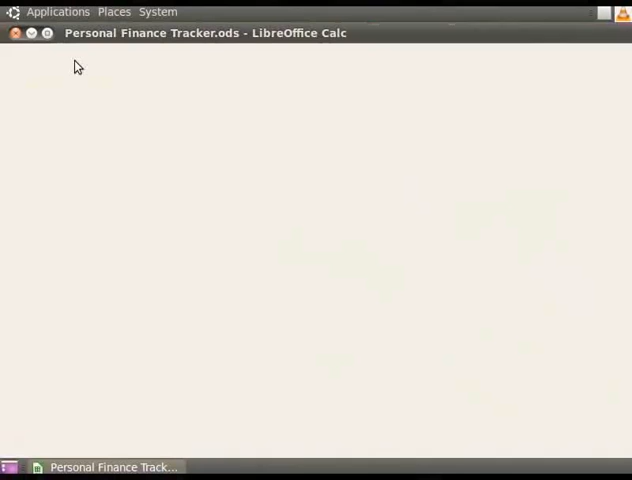 Applications Places System
Personal Finance Tracker.ods - LibreOffice Calc
Personal Finance Track...